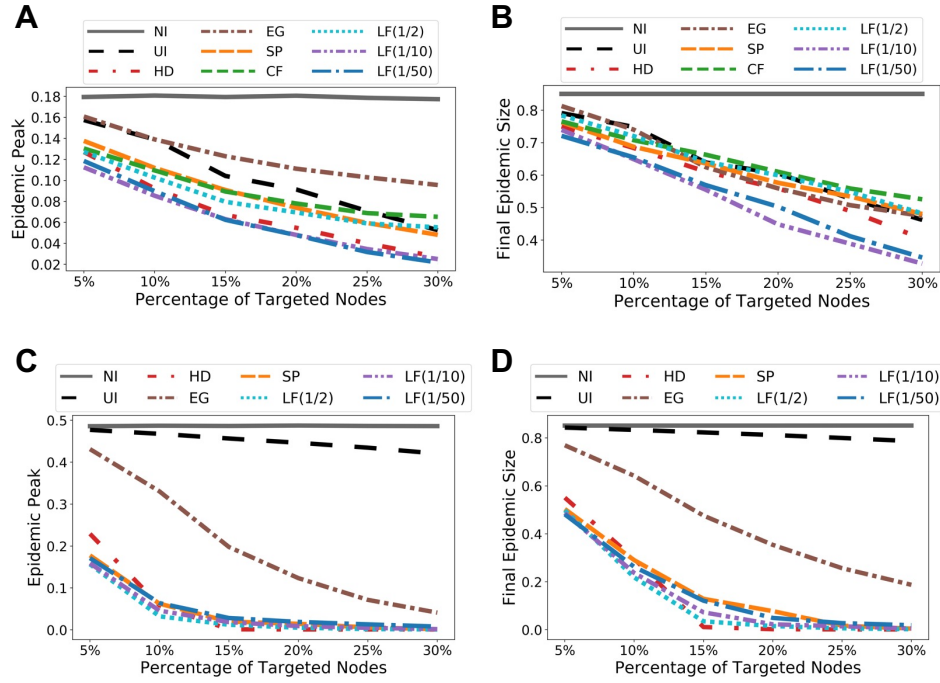 A
NI EG LF(1/2)
UI SP LF(1/10)
HD CF LF(1/50)
Epidemic Peak
0.18
0.16
0.14
0.12
0.10
0.08
0.06
0.04
0.02
5% 10% 15% 20% 25% 30%
Percentage of Targeted Nodes
B
NI EG LF(1/2)
UI SP LF(1/10)
HD CF LF(1/50)
Final Epidemic Size
0.8
0.7
0.6
0.5
0.4
5% 10% 15% 20% 25% 30%
Percentage of Targeted Nodes
C
NI HD SP LF(1/10)
UI EG LF(1/2) LF(1/50)
Epidemic Peak
0.5
0.4
0.3
0.2
0.1
0.0
5% 10% 15% 20% 25% 30%
Percentage of Targeted Nodes
D
NI HD SP LF(1/10)
UI EG LF(1/2) LF(1/50)
Final Epidemic Size
0.8
0.6
0.4
0.2
0.0
5% 10% 15% 20% 25% 30%
Percentage of Targeted Nodes